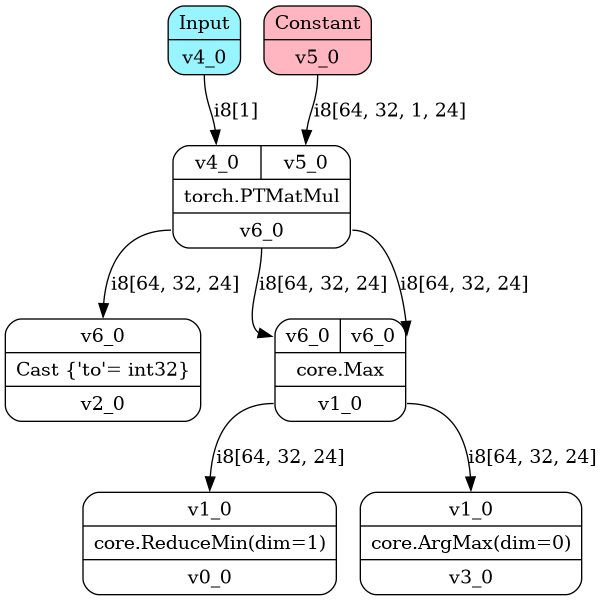 Input
v4_0
Constant
v5_0
i8[1]
i8[64, 32, 1, 24]
v4_0 v5_0
torch.PTMatMul
v6_0
i8[64, 32, 24]
i8[64, 32, 24]
i8[64, 32, 24]
v6_0
Cast {'to'= int32}
v2_0
v6_0 v6_0
core.Max
v1_0
i8[64, 32, 24]
i8[64, 32, 24]
v1_0
core.ReduceMin(dim=1)
v0_0
v1_0
core.ArgMax(dim=0)
v3_0